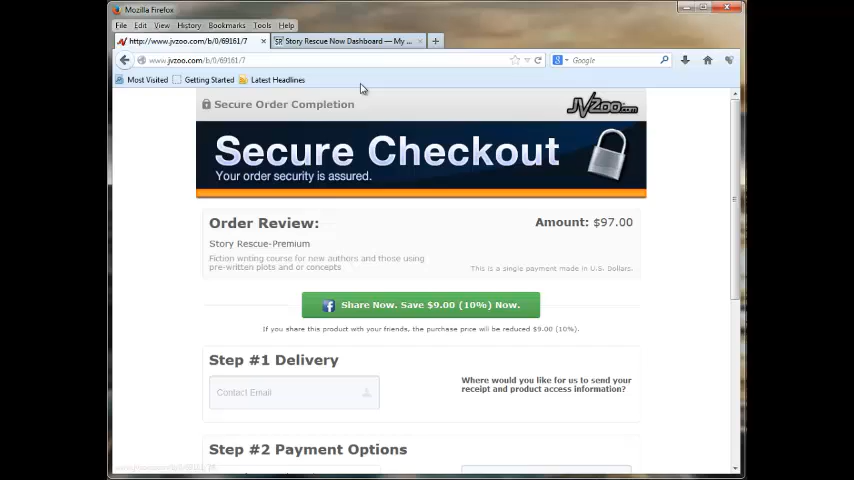 Mozilla Firefox
File Edit View History Bookmarks Tools Help
http://www.jvzoo.com/b/0/69161/7 × Story Rescue Now Dashboard — My ... × +
www.jvzoo.com/b/0/69161/7 Google
Most Visited Getting Started Latest Headlines
Secure Order Completion JVZoo.com
Secure Checkout
Your order security is assured.
Order Review: Amount: $97.00
Story Rescue-Premium
Fiction writing course for new authors and those using
pre-written plots and or concepts This is a single payment made in U.S. Dollars.
Share Now. Save $9.00 (10%) Now.
If you share this product with your friends, the purchase price will be reduced $9.00 (10%).
Step #1 Delivery
Where would you like for us to send your
Contact Email receipt and product access information?
Step #2 Payment Options